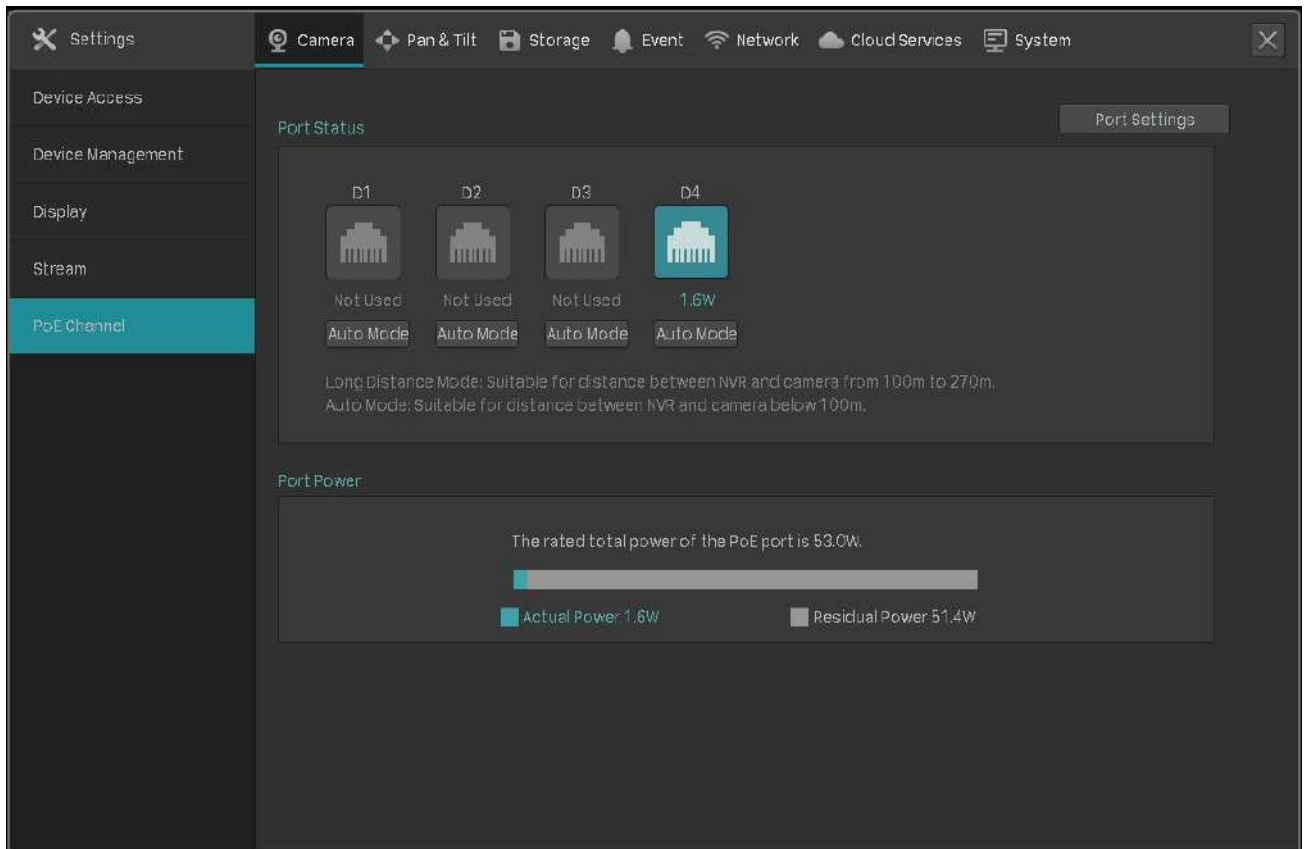 Settings
Camera Pan & Tilt Storage Event Network Cloud Services System
Device Access
Device Management
Display
Stream
PoE Channel
Port Settings
Port Status
D1 D2 D3 D4
Not Used Not Used Not Used 1.6W
Auto Mode Auto Mode Auto Mode Auto Mode
Long Distance Mode: Suitable for distance between NVR and camera from 100m to 270m.
Auto Mode: Suitable for distance between NVR and camera below 100m.
Port Power
The rated total power of the PoE port is 53.0W.
Actual Power 1.6W Residual Power 51.4W